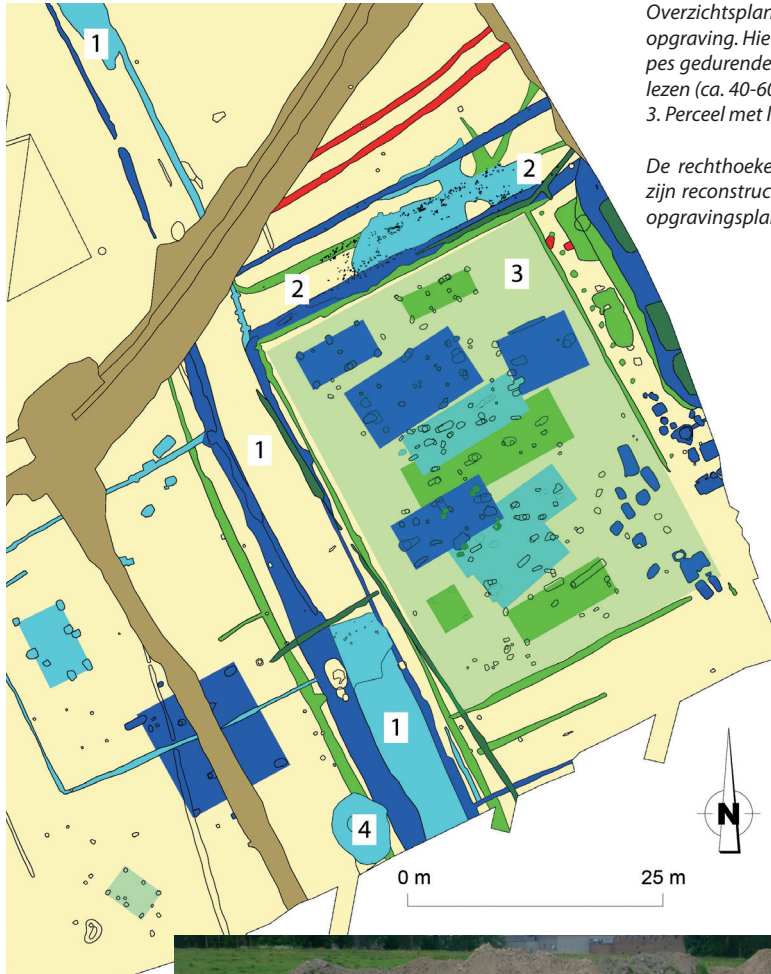 Overzichtsplan
opgraving. Hie
pes gedurende
lezen (ca. 40-60
3. Perceel met l
De rechthoeke
zijn reconstruc
opgravingsplan
1
2
2
3
1
1
4
N
0 m 25 m